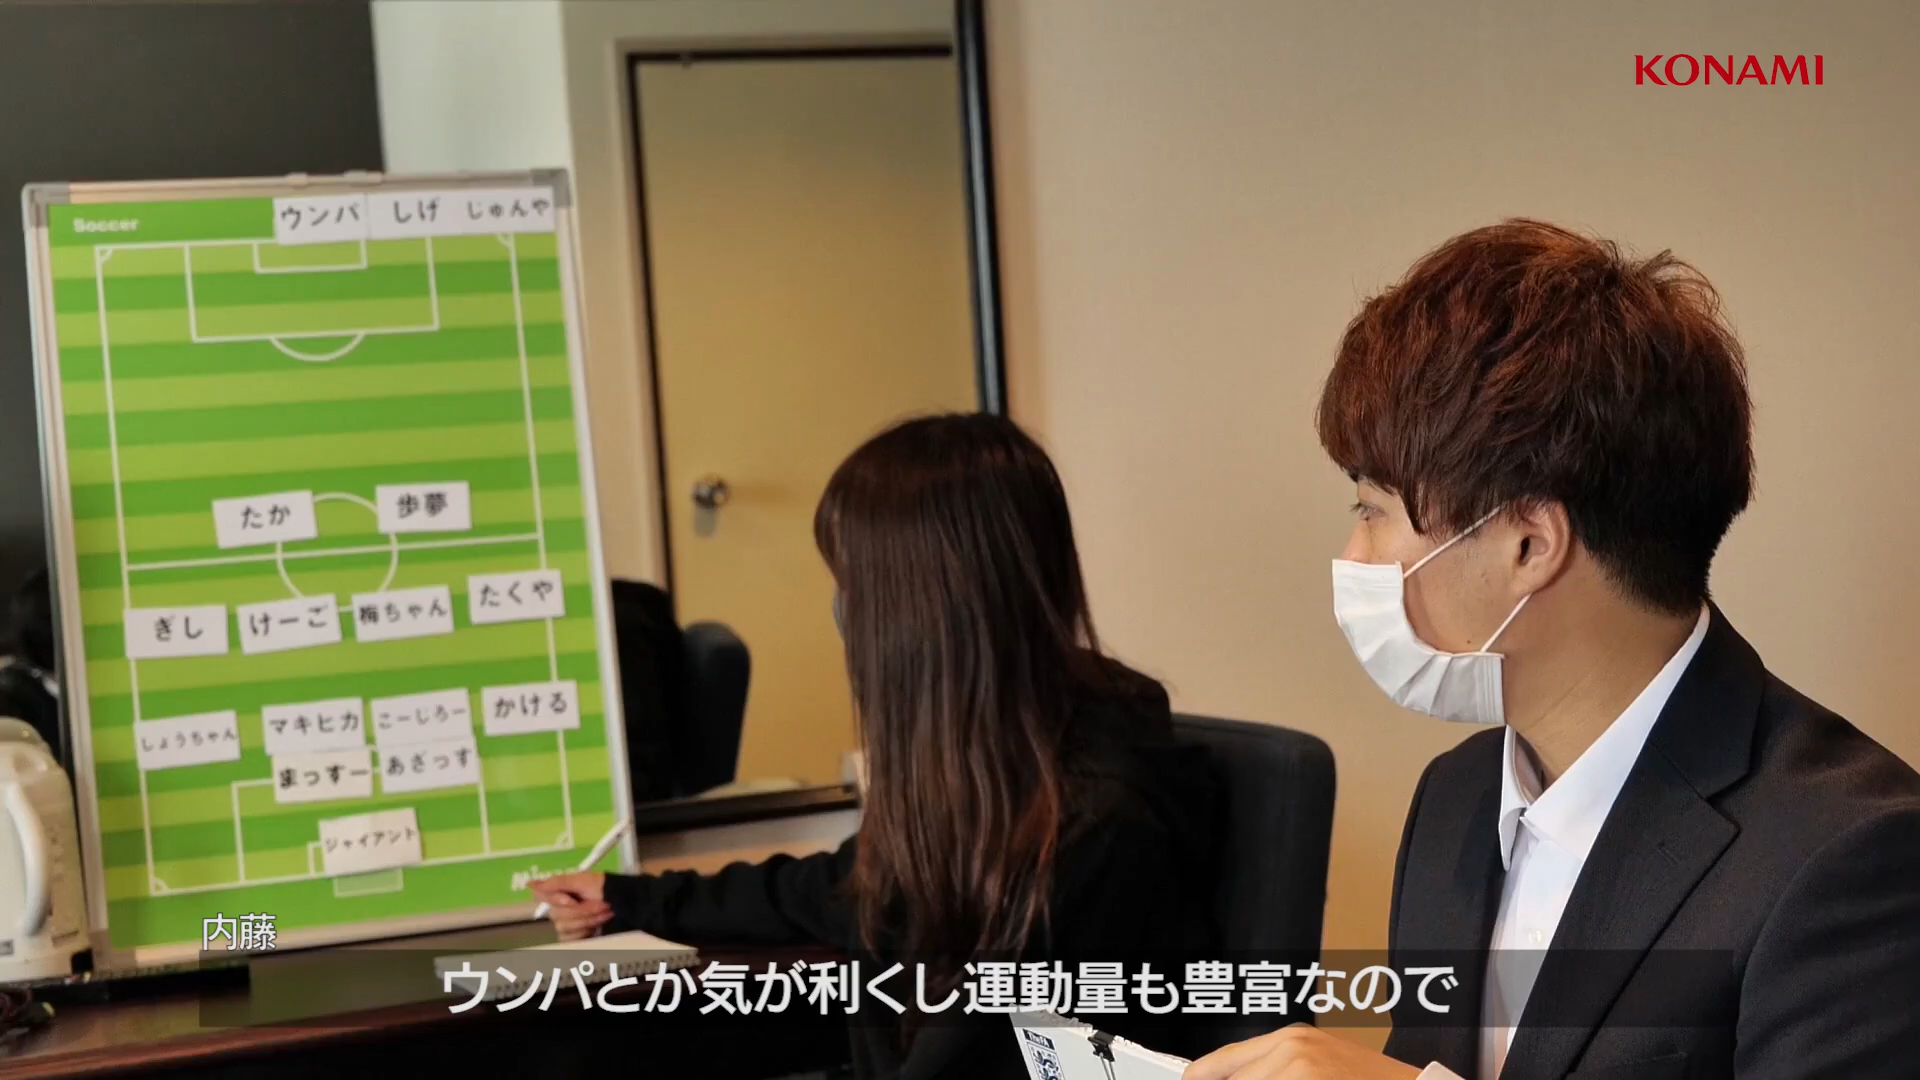 KONAMI
Soccer
ウンパ しげ じゅんや
たか 歩夢
ぎし けーご 梅ちゃん たくや
しょうちゃん マキヒカ こーじろー かける
まっすー あざっす
ジャイアント
内藤
ウンパとか気が利くし運動量も豊富なので